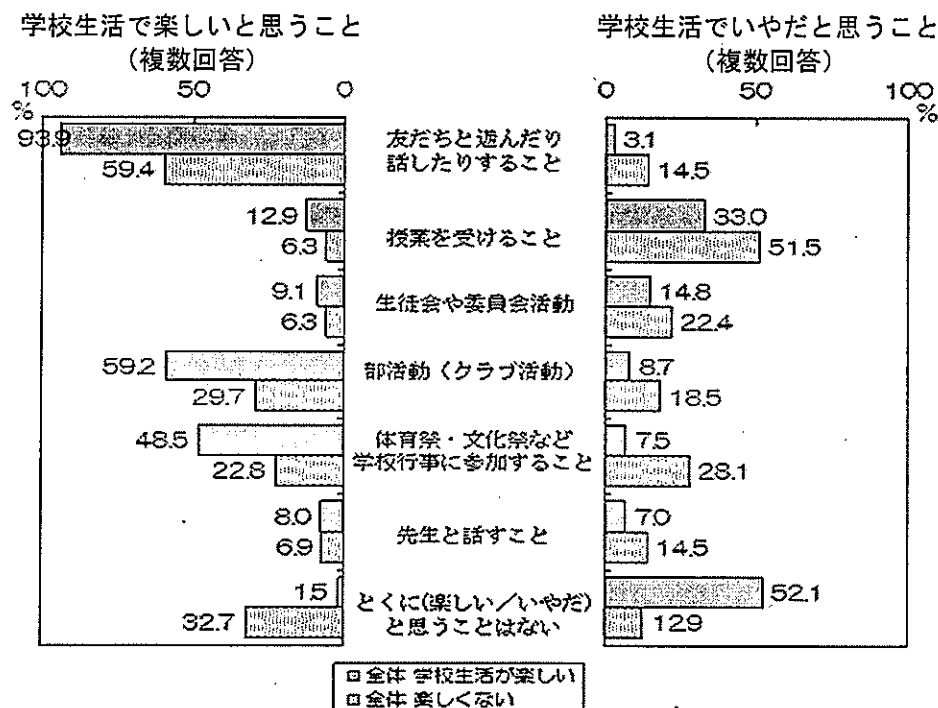 学校生活で楽しいと思うこと
（複数回答）
学校生活でいやだと思うこと
（複数回答）
100 50 0
%
0 50 100
%
93.9
59.4
友だちと遊んだり
話したりすること
3.1
14.5
12.9
6.3
授業を受けること
33.0
51.5
9.1
6.3
生徒会や委員会活動
14.8
22.4
59.2
29.7
部活動（クラブ活動）
8.7
18.5
48.5
22.8
体育祭・文化祭など
学校行事に参加すること
7.5
28.1
8.0
6.9
先生と話すこと
7.0
14.5
1.5
32.7
とくに(楽しい／いやだ)
と思うことはない
52.1
129
全体 学校生活が楽しい
全体 楽しくない